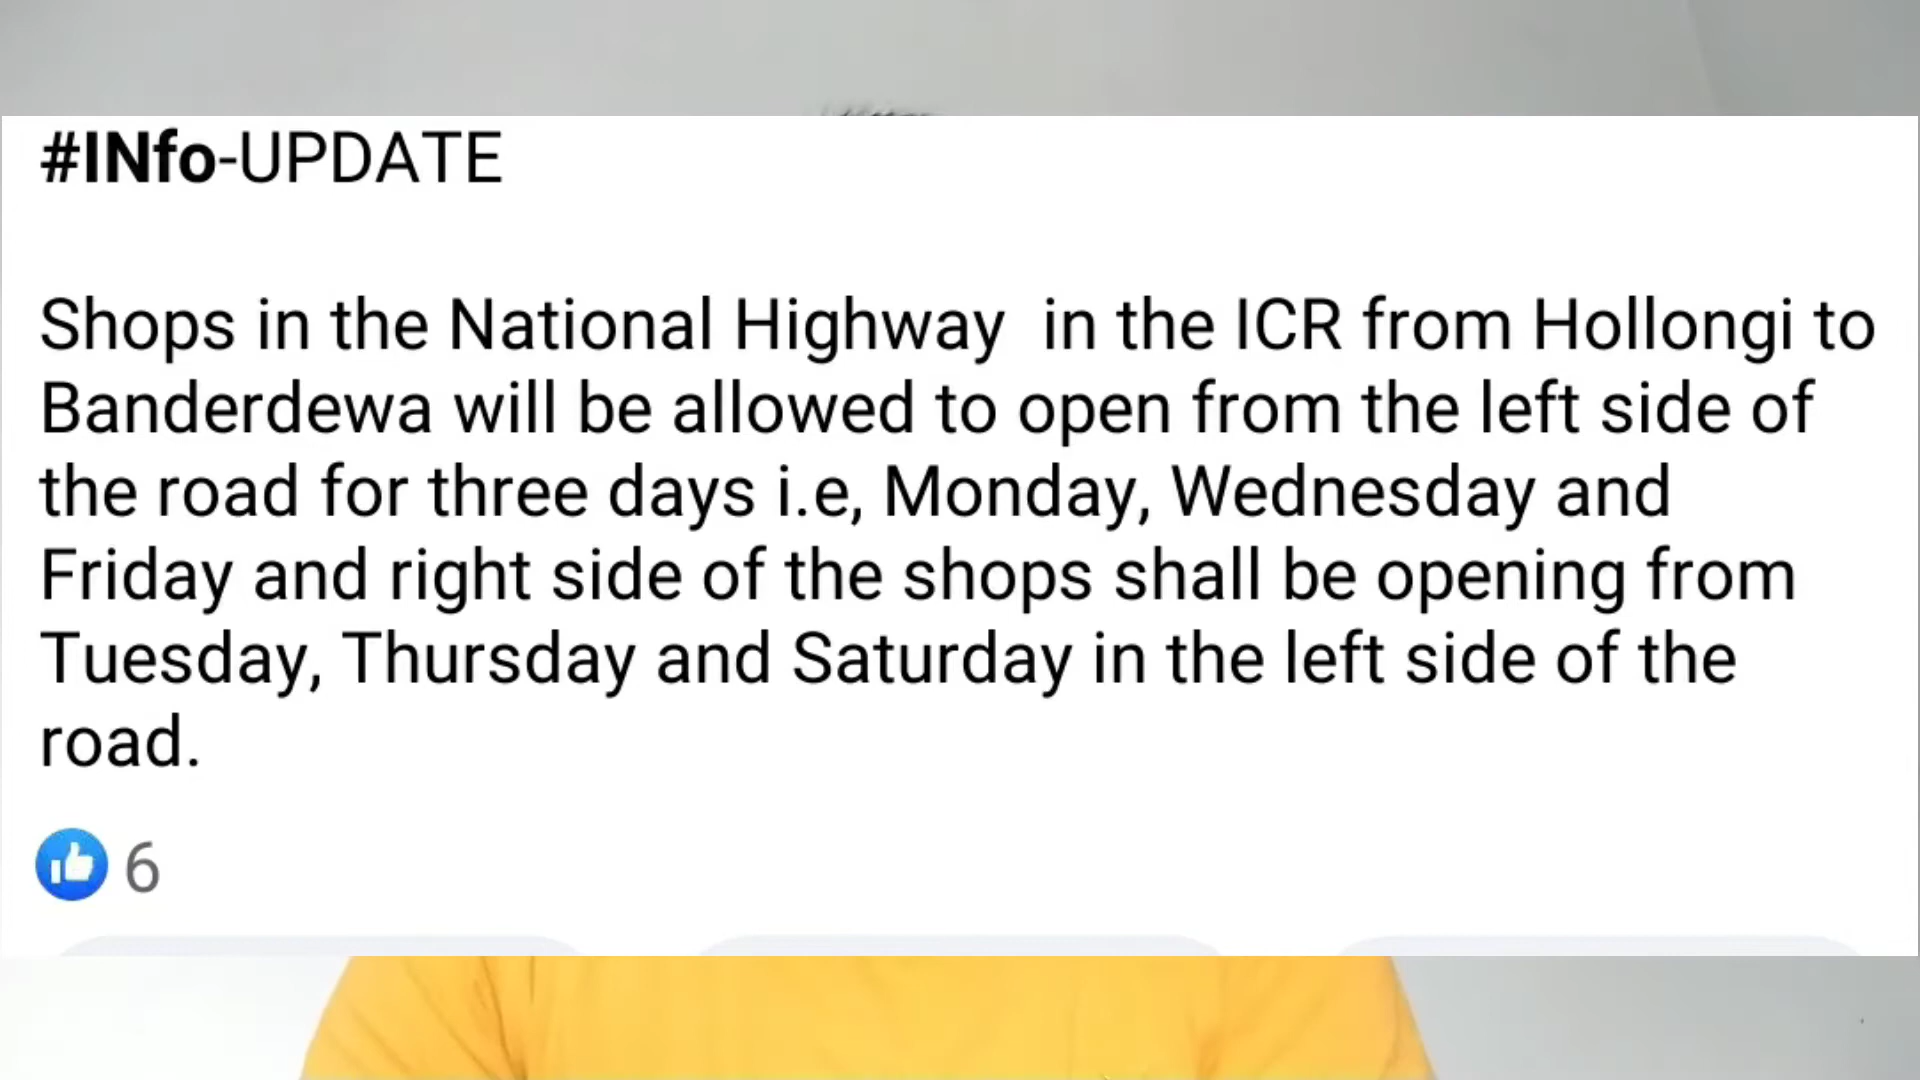 #INfo-UPDATE
Shops in the National Highway  in the ICR from Hollongi to
Banderdewa will be allowed to open from the left side of
the road for three days i.e, Monday, Wednesday and
Friday and right side of the shops shall be opening from
Tuesday, Thursday and Saturday in the left side of the
road.
6